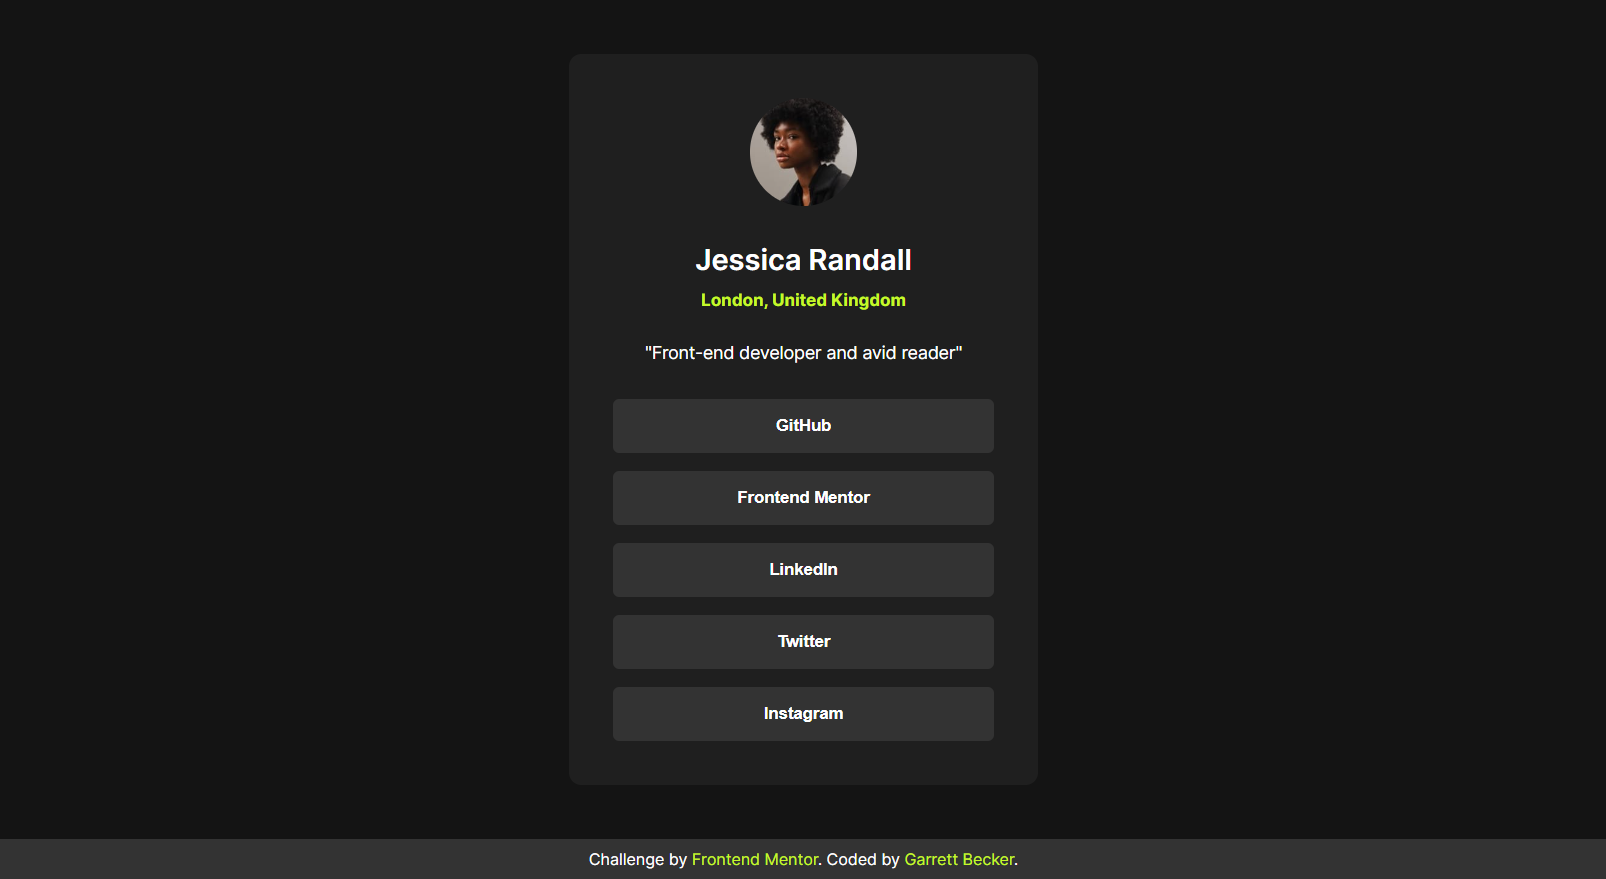 Jessica Randall
London, United Kingdom
"Front-end developer and avid reader"
GitHub
Frontend Mentor
LinkedIn
Twitter
Instagram
Challenge by Frontend Mentor. Coded by Garrett Becker.